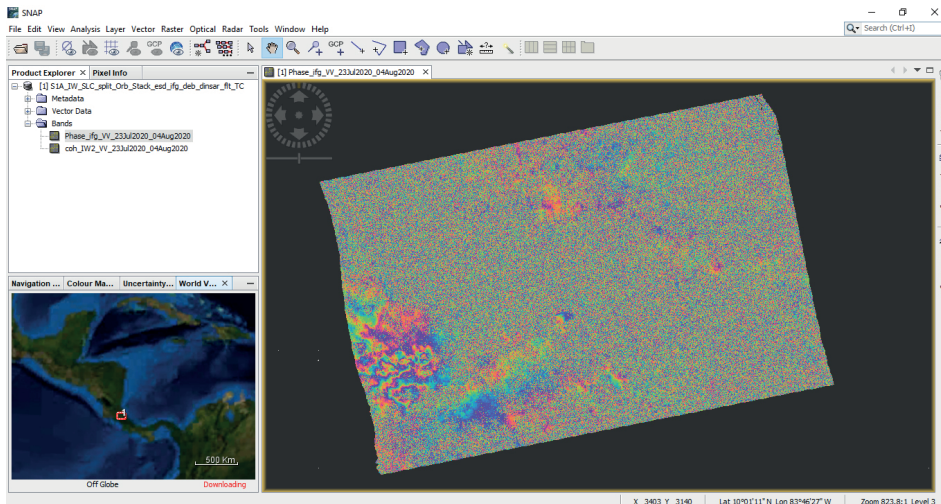 SNAP
File Edit View Analysis Layer Vector Raster Optical Radar Tools Window Help
Search (Ctrl+I)
GCP GCP
Product Explorer × Pixel Info
[1] Phase_ifg_VV_23Jul2020_04Aug2020 ×
[1] S1A_IW_SLC_split_Orb_Stack_esd_ifg_deb_dinsar_flt_TC
Metadata
Vector Data
Bands
Phase_ifg_VV_23Jul2020_04Aug2020
coh_IW2_VV_23Jul2020_04Aug2020
Navigation ... Colour Ma... Uncertainty... World V... ×
1
500 Km
Off Globe Downloading
X 3403 Y 3140 Lat 10°01'11" N Lon 83°46'27" W Zoom 823.8:1 Level 3